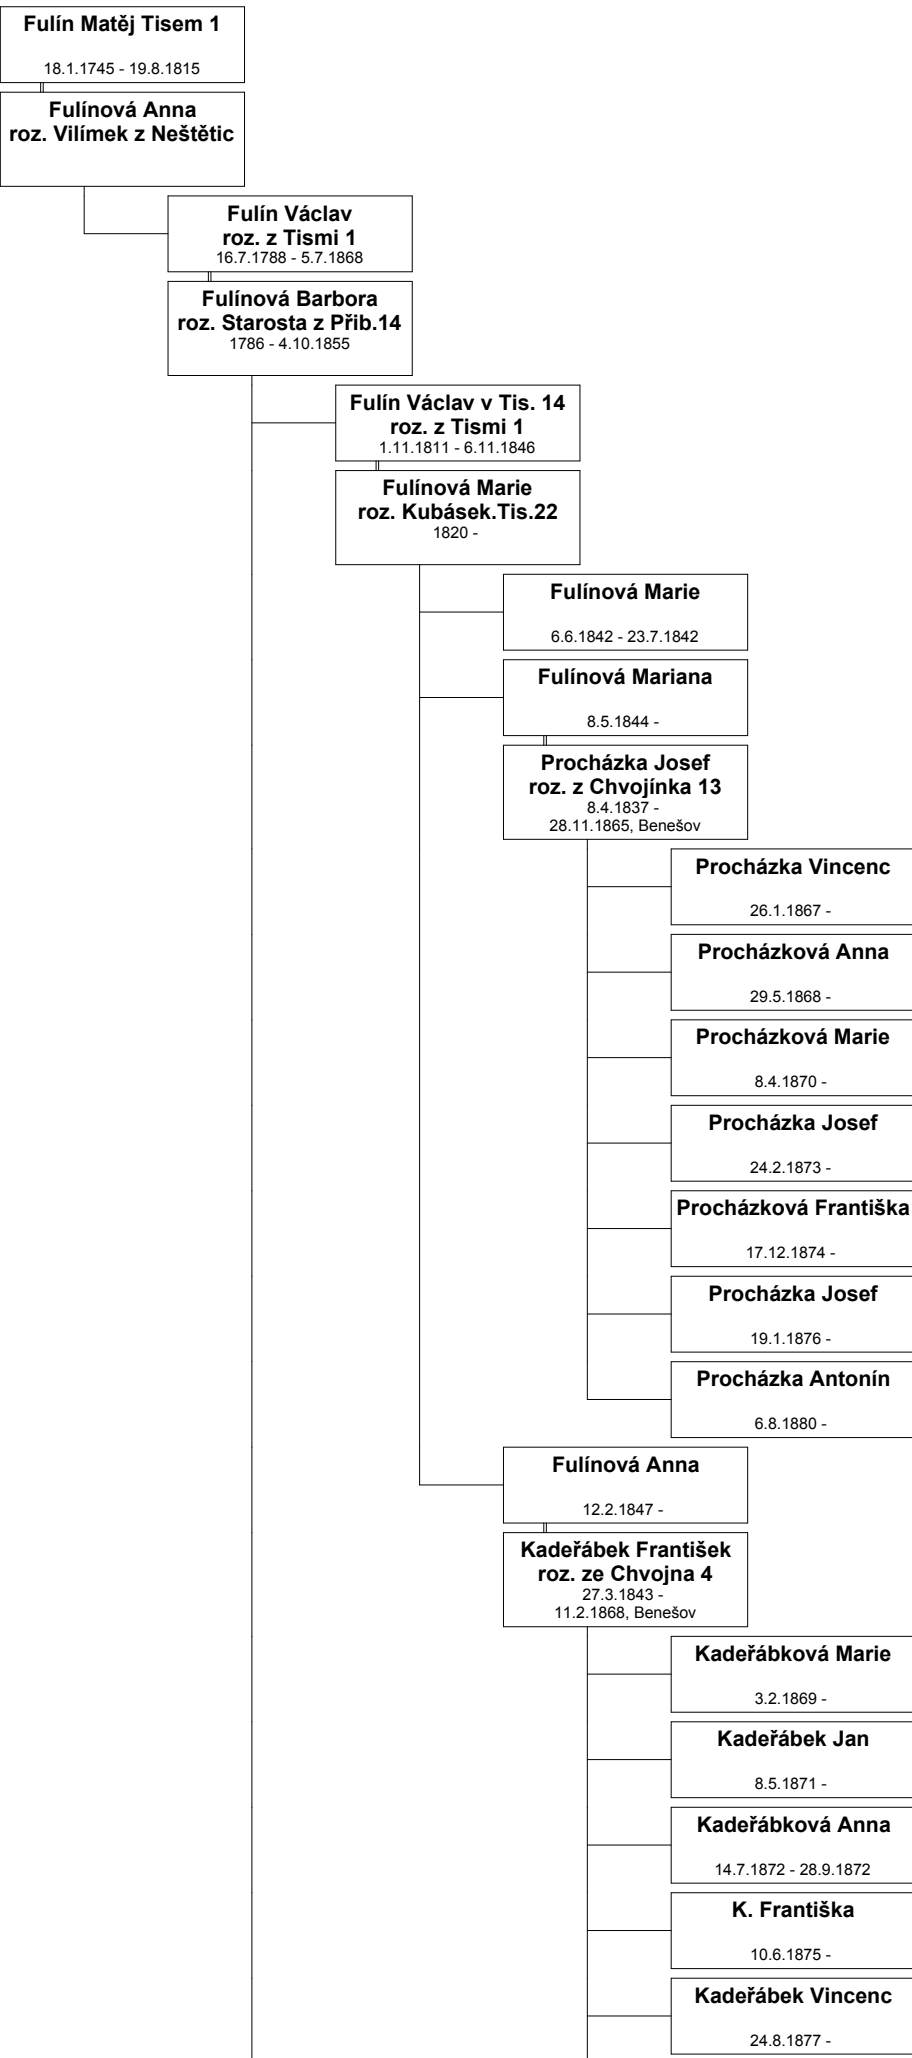 Fulín Matěj Tisem 1
18.1.1745 - 19.8.1815
Fulínová Anna
roz. Vilímek z Neštětic
Fulín Václav
roz. z Tismi 1
16.7.1788 - 5.7.1868
Fulínová Barbora
roz. Starosta z Přib.14
1786 - 4.10.1855
Fulín Václav v Tis. 14
roz. z Tismi 1
1.11.1811 - 6.11.1846
Fulínová Marie
roz. Kubásek.Tis.22
1820 -
Fulínová Marie
6.6.1842 - 23.7.1842
Fulínová Mariana
8.5.1844 -
Procházka Josef
roz. z Chvojínka 13
8.4.1837 -
28.11.1865, Benešov
Procházka Vincenc
26.1.1867 -
Procházková Anna
29.5.1868 -
Procházková Marie
8.4.1870 -
Procházka Josef
24.2.1873 -
Procházková Františka
17.12.1874 -
Procházka Josef
19.1.1876 -
Procházka Antonín
6.8.1880 -
Fulínová Anna
12.2.1847 -
Kadeřábek František
roz. ze Chvojna 4
27.3.1843 -
11.2.1868, Benešov
Kadeřábková Marie
3.2.1869 -
Kadeřábek Jan
8.5.1871 -
Kadeřábková Anna
14.7.1872 - 28.9.1872
K. Františka
10.6.1875 -
Kadeřábek Vincenc
24.8.1877 -